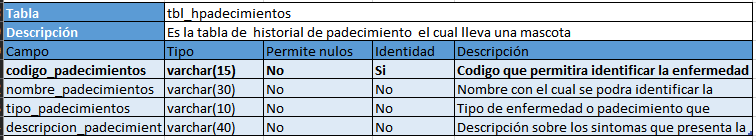 Tabla tbl_hpadecimientos
Descripción Es la tabla de historial de padecimiento el cual lleva una mascota
Campo Tipo Permite nulos Identidad Descripción
codigo_padecimientos varchar(15) No Si Codigo que permitira identificar la enfermedad
nombre_padecimientos varchar(30) No No Nombre con el cual se podra identificar la
tipo_padecimientos varchar(10) No No Tipo de enfermedad o padecimiento que
descripcion_padecimient varchar(40) No No Descripción sobre los sintomas que presenta la